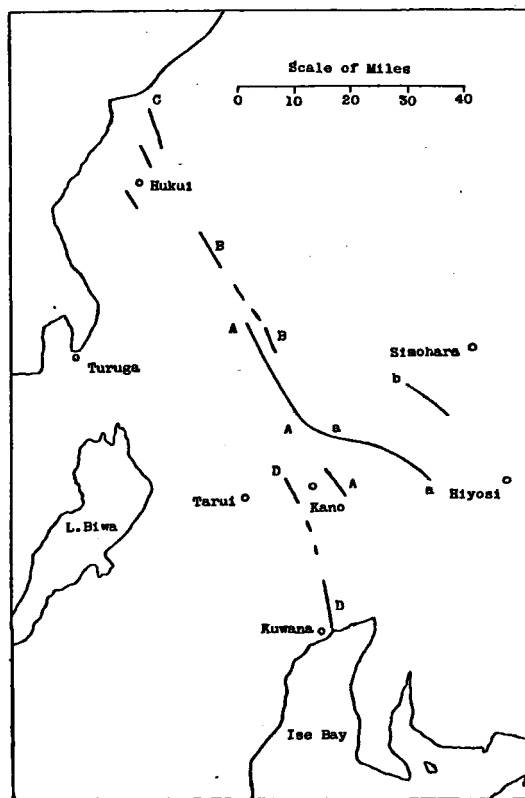 Scale of Miles
0 10 20 30 40
C
Hukui
B
A
B
Simohara
Turuga
b
A
a
D
A
a
Hiyosi
Tarui
Kano
L.Biwa
D
Kuwana
Ise Bay